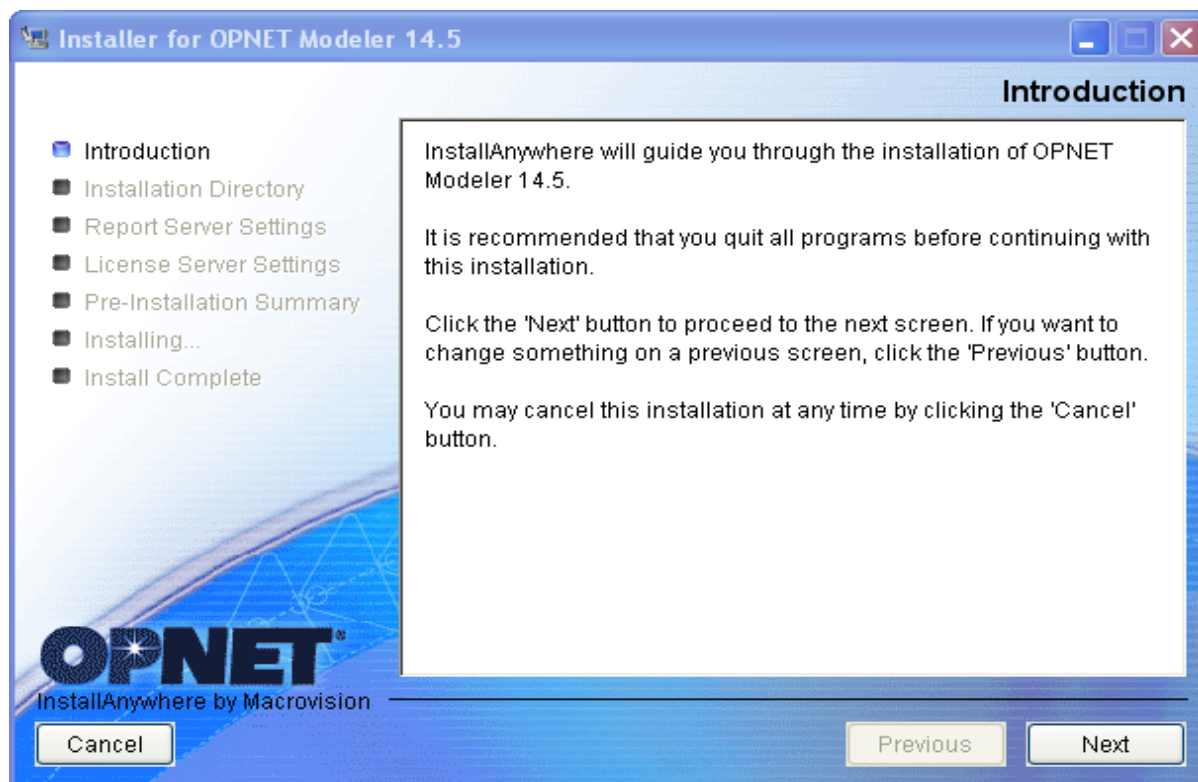 Installer for OPNET Modeler 14.5
Introduction
Introduction
Installation Directory
Report Server Settings
License Server Settings
Pre-Installation Summary
Installing...
Install Complete
InstallAnywhere will guide you through the installation of OPNET
Modeler 14.5.
It is recommended that you quit all programs before continuing with
this installation.
Click the 'Next' button to proceed to the next screen. If you want to
change something on a previous screen, click the 'Previous' button.
You may cancel this installation at any time by clicking the 'Cancel'
button.
OPNET®
InstallAnywhere by Macrovision
Cancel
Previous
Next